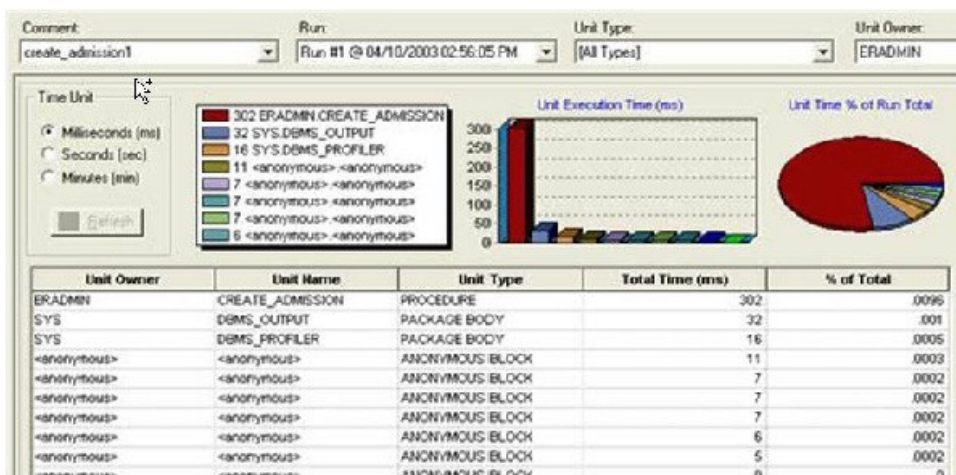 Comment: Run: Unit Type: Unit Owner:
create_admission1 Run #1 @ 04/10/2003 02:56:05 PM [All Types] ERADMIN
Time Unit
Milliseconds (ms)
Seconds (sec)
Minutes (min)
Refresh
302 ERADMIN.CREATE_ADMISSION
32 SYS.DBMS_OUTPUT
16 SYS.DBMS_PROFILER
11 <anonymous>.<anonymous>
7 <anonymous>.<anonymous>
7 <anonymous>.<anonymous>
7 <anonymous>.<anonymous>
6 <anonymous>.<anonymous>
Unit Execution Time (ms)
300
250
200
150
100
50
0
Unit Time % of Run Total
Unit Owner Unit Name Unit Type Total Time (ms) % of Total
ERADMIN CREATE_ADMISSION PROCEDURE 302 .0096
SYS DBMS_OUTPUT PACKAGE BODY 32 .001
SYS DBMS_PROFILER PACKAGE BODY 16 .0005
<anonymous> <anonymous> ANONYMOUS BLOCK 11 .0003
<anonymous> <anonymous> ANONYMOUS BLOCK 7 .0002
<anonymous> <anonymous> ANONYMOUS BLOCK 7 .0002
<anonymous> <anonymous> ANONYMOUS BLOCK 7 .0002
<anonymous> <anonymous> ANONYMOUS BLOCK 6 .0002
<anonymous> <anonymous> ANONYMOUS BLOCK 5 .0002